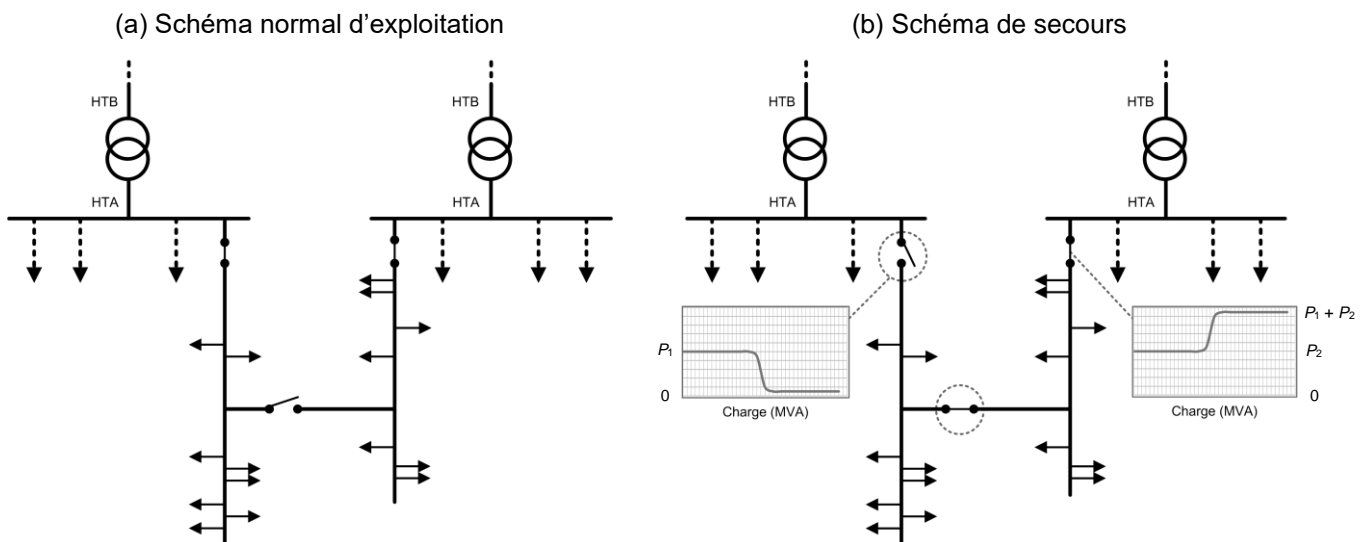 (a) Schéma normal d’exploitation
HTB
HTA
HTB
HTA
(b) Schéma de secours
HTB
HTA
P1
0
Charge (MVA)
HTB
HTA
P1 + P2
P2
0
Charge (MVA)